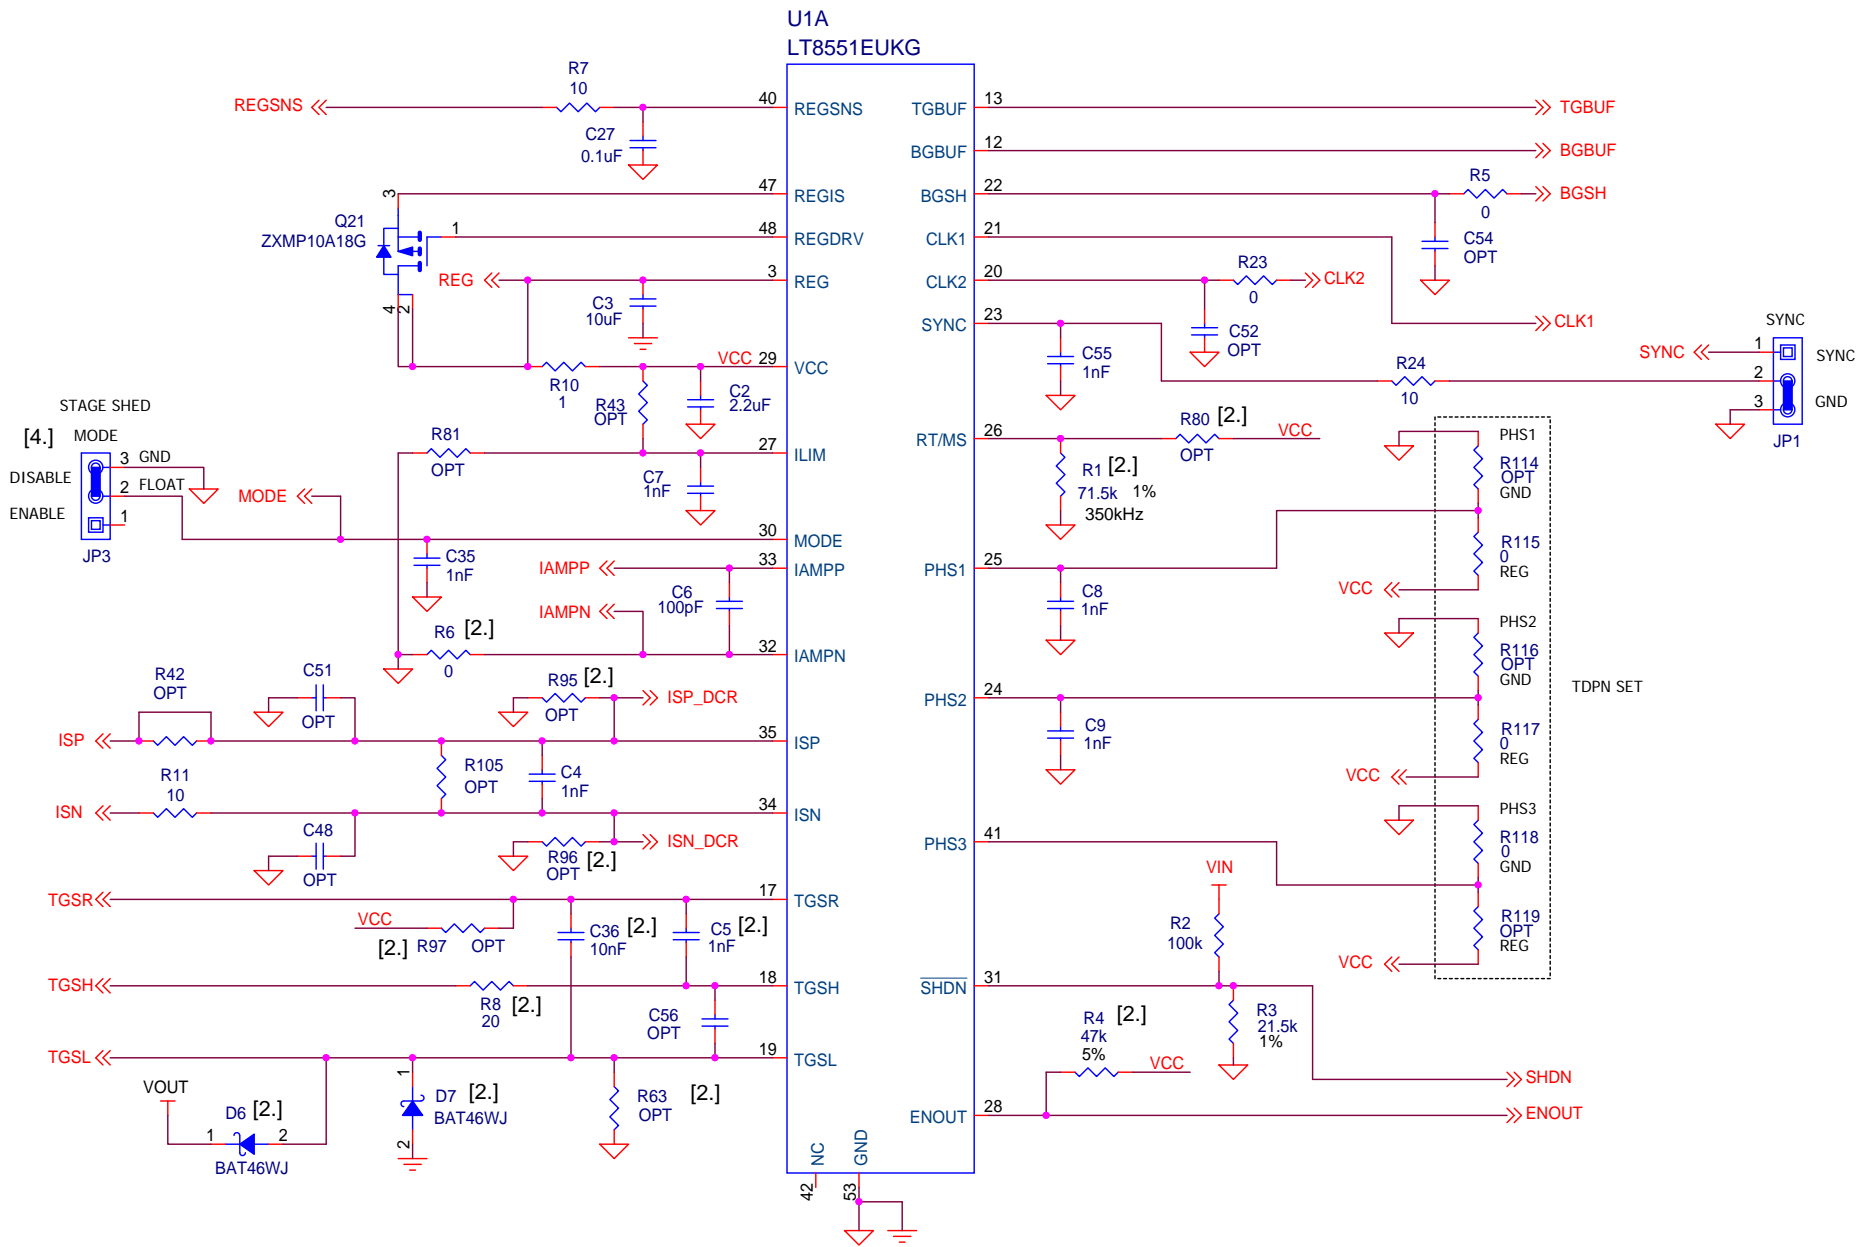 U1A
LT8551EUKG
REGSNS
R7
10
40
REGSNS
C27
0.1uF
47
REGIS
3
Q21
ZXMP10A18G
1
48
REGDRV
REG
3
REG
C3
10uF
4
2
VCC
29
VCC
R10
1
R43
OPT
C2
2.2uF
STAGE SHED
[4.]
MODE
3
GND
DISABLE
2
FLOAT
ENABLE
1
JP3
MODE
R81
OPT
27
ILIM
C7
1nF
30
MODE
C35
1nF
IAMPP
33
IAMPP
C6
100pF
IAMPN
R6
[2.]
0
32
IAMPN
R42
OPT
C51
OPT
R95
[2.]
OPT
ISP_DCR
ISP
35
ISP
R11
10
R105
OPT
C4
1nF
ISN
34
ISN
C48
OPT
R96
[2.]
OPT
ISN_DCR
TGSR
17
TGSR
VCC
[2.]
R97
OPT
C36
[2.]
10nF
C5
[2.]
1nF
TGSH
R8
[2.]
20
18
TGSH
C56
OPT
TGSL
19
TGSL
VOUT
D6
[2.]
1
2
BAT46WJ
1
D7
[2.]
BAT46WJ
2
R63
[2.]
OPT
NC
GND
42
53
TGBUF
13
TGBUF
BGBUF
12
BGBUF
BGSH
22
R5
0
BGSH
C54
OPT
CLK1
21
CLK1
CLK2
20
R23
0
CLK2
C52
OPT
SYNC
23
C55
1nF
R24
10
SYNC
SYNC
1
SYNC
2
3
GND
JP1
RT/MS
26
R80
[2.]
OPT
VCC
R1
[2.]
71.5k
1%
350kHz
PHS1
R114
OPT
GND
R115
0
REG
VCC
PHS1
25
C8
1nF
PHS2
R116
OPT
GND
TDPN SET
PHS2
24
C9
1nF
R117
0
REG
VCC
PHS3
R118
0
GND
PHS3
41
R119
OPT
REG
VCC
VIN
R2
100k
SHDN
31
R3
21.5k
1%
R4
[2.]
47k
5%
VCC
SHDN
ENOUT
28
ENOUT